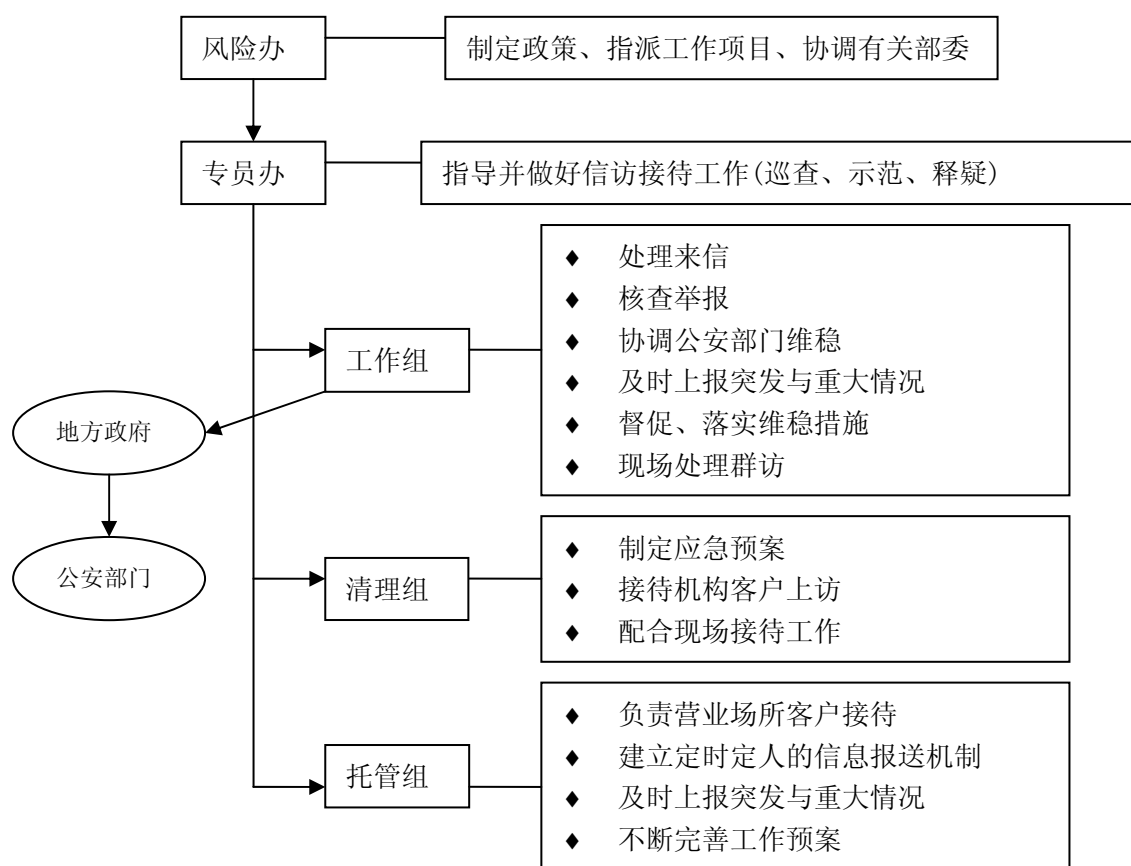 风险办
制定政策、指派工作项目、协调有关部委
专员办
指导并做好信访接待工作(巡查、示范、释疑)
工作组
♦ 处理来信
♦ 核查举报
♦ 协调公安部门维稳
♦ 及时上报突发与重大情况
♦ 督促、落实维稳措施
♦ 现场处理群访
地方政府
公安部门
清理组
♦ 制定应急预案
♦ 接待机构客户上访
♦ 配合现场接待工作
托管组
♦ 负责营业场所客户接待
♦ 建立定时定人的信息报送机制
♦ 及时上报突发与重大情况
♦ 不断完善工作预案